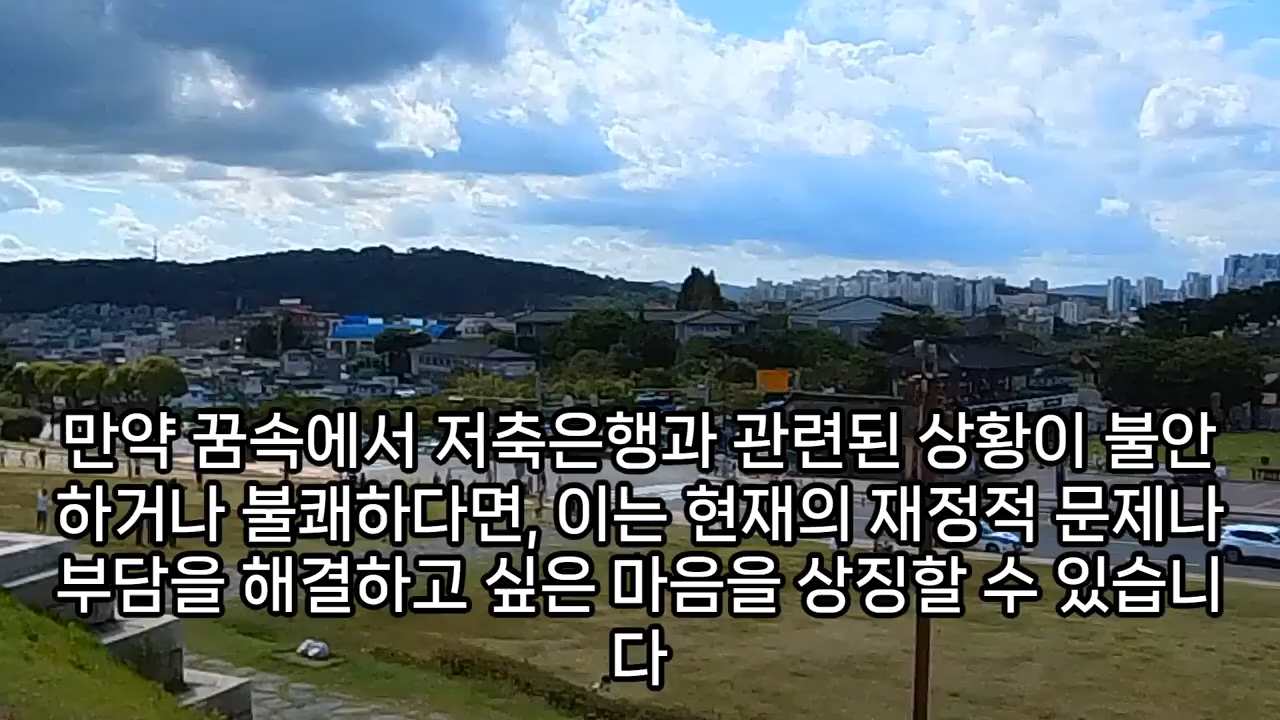 만약 꿈속에서 저축은행과 관련된 상황이 불안
하거나 불쾌하다면, 이는 현재의 재정적 문제나
부담을 해결하고 싶은 마음을 상징할 수 있습니
다